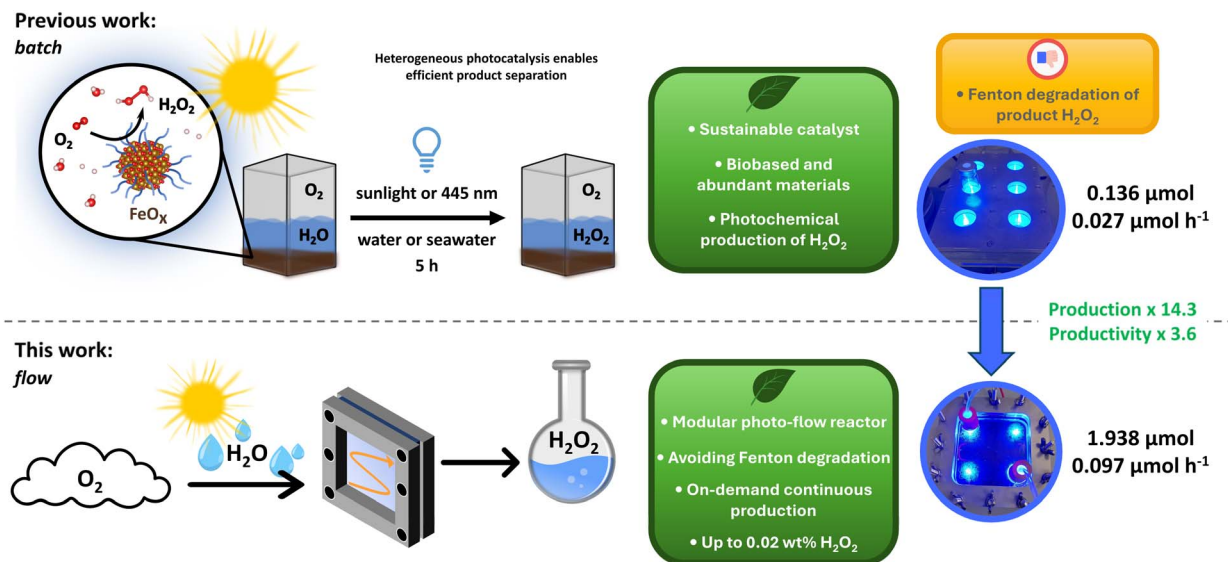 Previous work:
batch
H₂O₂
O₂
FeOₓ
Heterogeneous photocatalysis enables
efficient product separation
O₂
H₂O
sunlight or 445 nm
water or seawater
5 h
O₂
H₂O₂
• Sustainable catalyst
• Biobased and
abundant materials
• Photochemical
production of H₂O₂
• Fenton degradation of
product H₂O₂
0.136 µmol
0.027 µmol h⁻¹
Production x 14.3
Productivity x 3.6
This work:
flow
O₂
H₂O
H₂O₂
• Modular photo-flow reactor
• Avoiding Fenton degradation
• On-demand continuous
production
• Up to 0.02 wt% H₂O₂
1.938 µmol
0.097 µmol h⁻¹